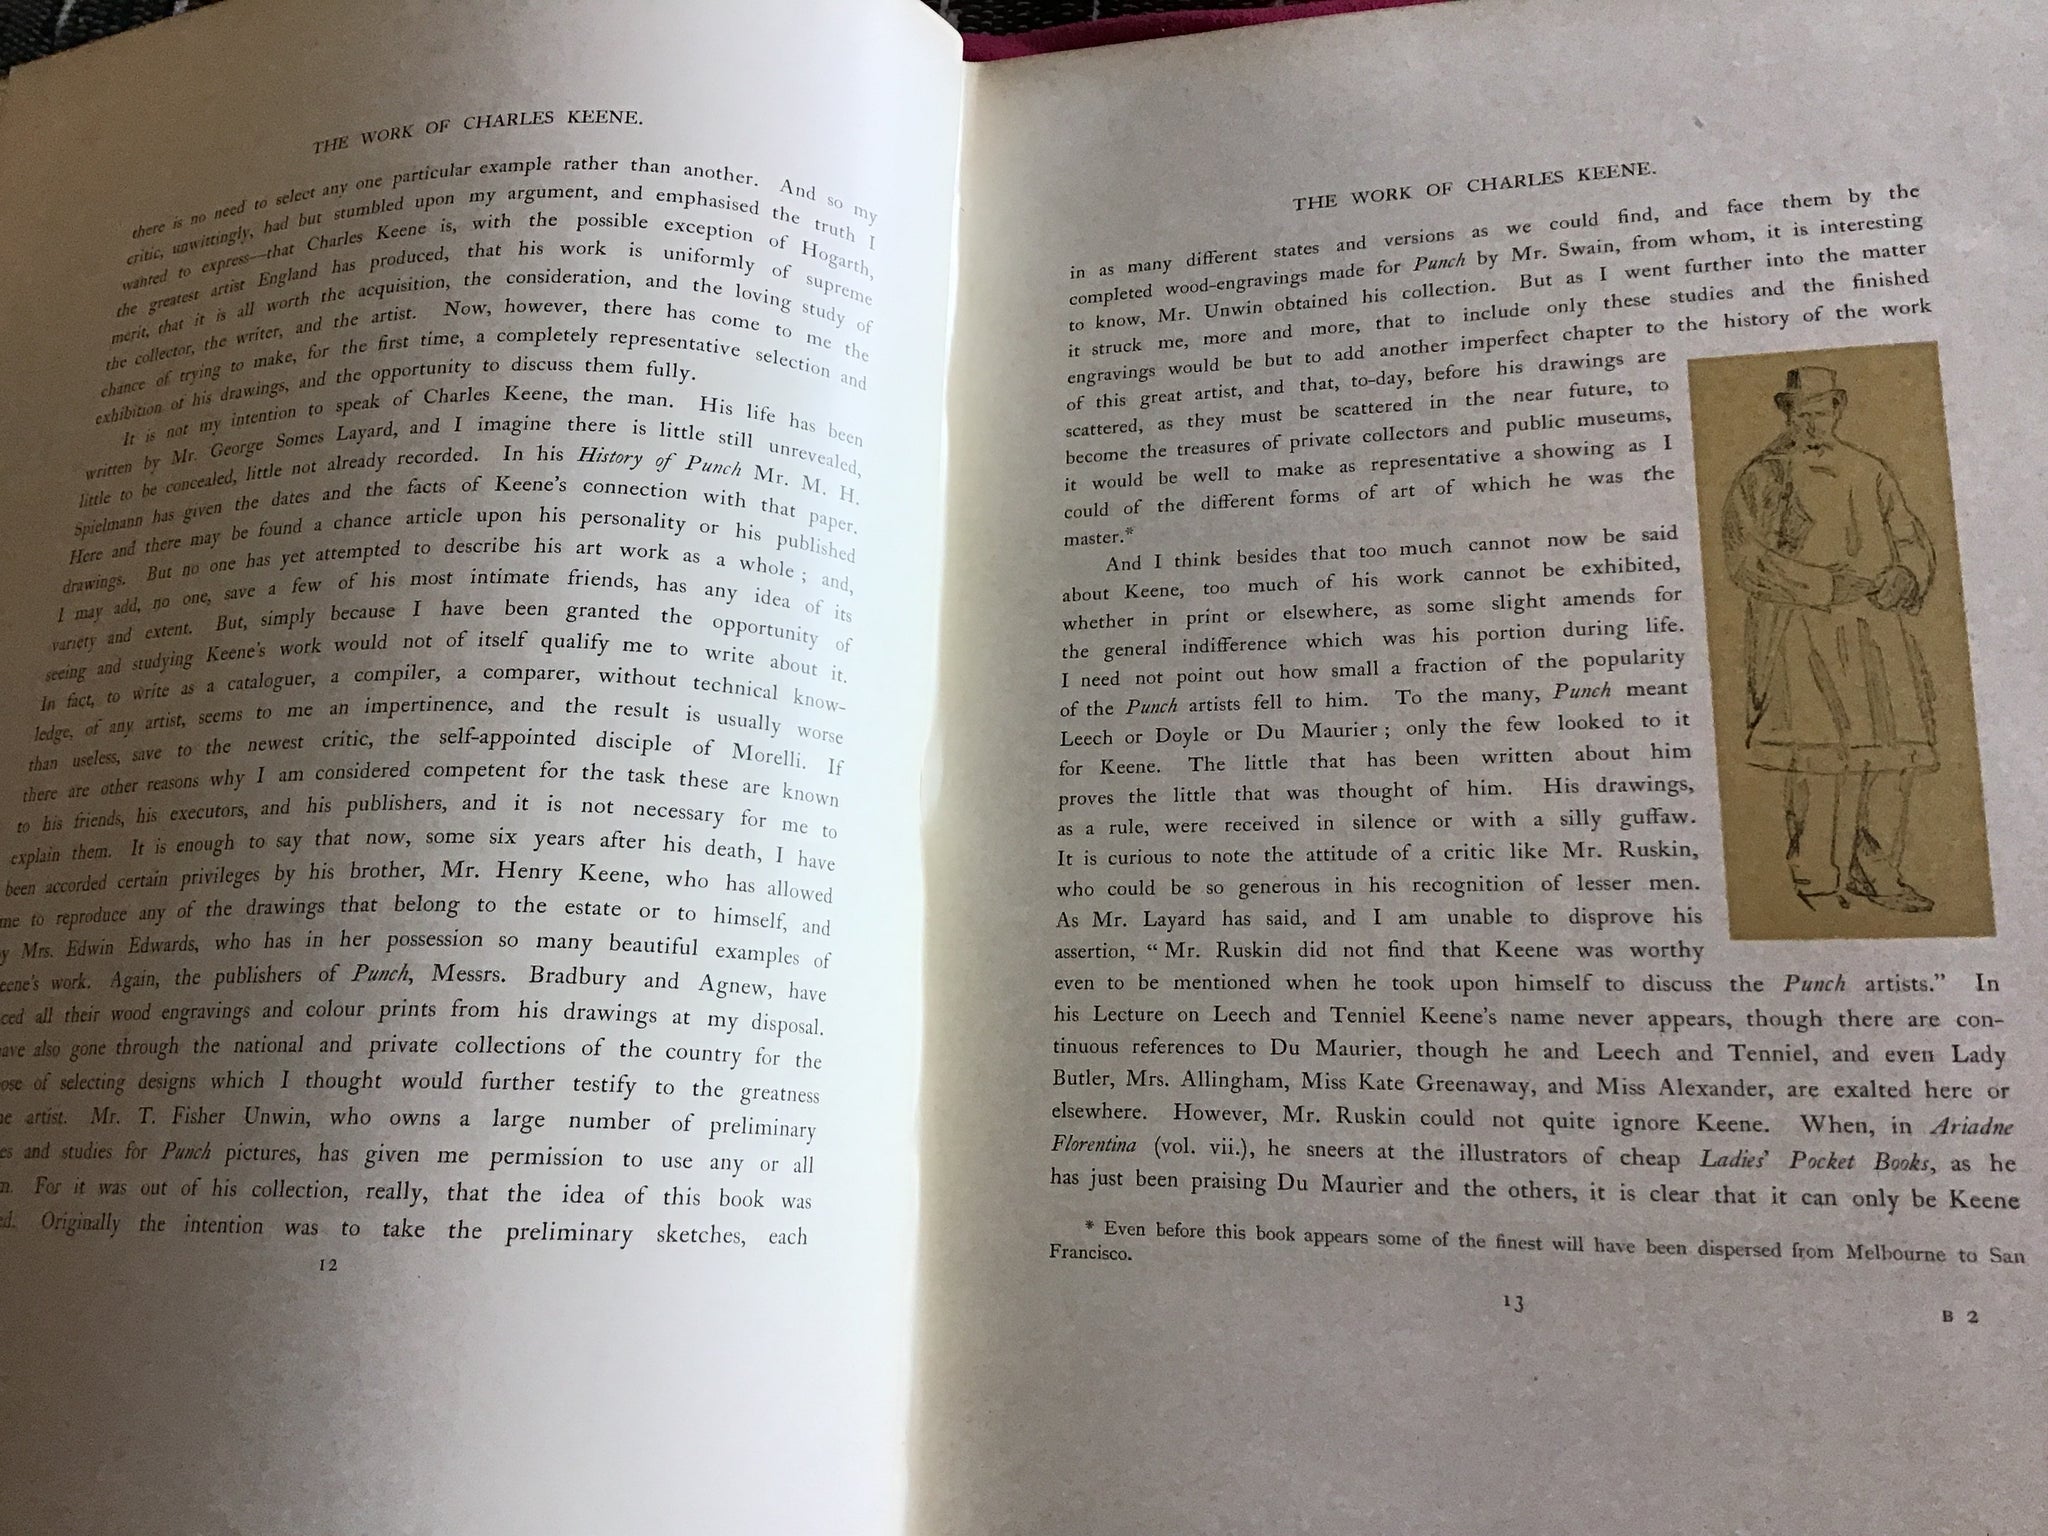 THE WORK OF CHARLES KEENE.
there is no need to select any one particular example rather than another. And so my
critic, unwittingly, had but stumbled upon my argument, and emphasised the truth I
wanted to express—that Charles Keene is, with the possible exception of Hogarth,
the greatest artist England has produced, that his work is uniformly of supreme
merit, that it is all worth the acquisition, the consideration, and the loving study of
the collector, the writer, and the artist. Now, however, there has come to me the
chance of trying to make, for the first time, a completely representative selection and
exhibition of his drawings, and the opportunity to discuss them fully.
It is not my intention to speak of Charles Keene, the man. His life has been
written by Mr. George Somes Layard, and I imagine there is little still unrevealed,
little to be concealed, little not already recorded. In his History of Punch Mr. M. H.
Spielmann has given the dates and the facts of Keene's connection with that paper.
Here and there may be found a chance article upon his personality or his published
drawings. But no one has yet attempted to describe his art work as a whole; and,
I may add, no one, save a few of his most intimate friends, has any idea of its
variety and extent. But, simply because I have been granted the opportunity of
seeing and studying Keene's work would not of itself qualify me to write about it.
In fact, to write as a cataloguer, a compiler, a comparer, without technical know-
ledge, of any artist, seems to me an impertinence, and the result is usually worse
than useless, save to the newest critic, the self-appointed disciple of Morelli. If
there are other reasons why I am considered competent for the task these are known
to his friends, his executors, and his publishers, and it is not necessary for me to
explain them. It is enough to say that now, some six years after his death, I have
been accorded certain privileges by his brother, Mr. Henry Keene, who has allowed
me to reproduce any of the drawings that belong to the estate or to himself, and
y Mrs. Edwin Edwards, who has in her possession so many beautiful examples of
eene's work. Again, the publishers of Punch, Messrs. Bradbury and Agnew, have
ced all their wood engravings and colour prints from his drawings at my disposal.
ave also gone through the national and private collections of the country for the
ose of selecting designs which I thought would further testify to the greatness
he artist. Mr. T. Fisher Unwin, who owns a large number of preliminary
es and studies for Punch pictures, has given me permission to use any or all
m. For it was out of his collection, really, that the idea of this book was
ed. Originally the intention was to take the preliminary sketches, each
12
THE WORK OF CHARLES KEENE.
in as many different states and versions as we could find, and face them by the
completed wood-engravings made for Punch by Mr. Swain, from whom, it is interesting
to know, Mr. Unwin obtained his collection. But as I went further into the matter
it struck me, more and more, that to include only these studies and the finished
engravings would be but to add another imperfect chapter to the history of the work
of this great artist, and that, to-day, before his drawings are
scattered, as they must be scattered in the near future, to
become the treasures of private collectors and public museums,
it would be well to make as representative a showing as I
could of the different forms of art of which he was the
master.*
And I think besides that too much cannot now be said
about Keene, too much of his work cannot be exhibited,
whether in print or elsewhere, as some slight amends for
the general indifference which was his portion during life.
I need not point out how small a fraction of the popularity
of the Punch artists fell to him. To the many, Punch meant
Leech or Doyle or Du Maurier; only the few looked to it
for Keene. The little that has been written about him
proves the little that was thought of him. His drawings,
as a rule, were received in silence or with a silly guffaw.
It is curious to note the attitude of a critic like Mr. Ruskin,
who could be so generous in his recognition of lesser men.
As Mr. Layard has said, and I am unable to disprove his
assertion, “Mr. Ruskin did not find that Keene was worthy
even to be mentioned when he took upon himself to discuss the Punch artists.” In
his Lecture on Leech and Tenniel Keene's name never appears, though there are con-
tinuous references to Du Maurier, though he and Leech and Tenniel, and even Lady
Butler, Mrs. Allingham, Miss Kate Greenaway, and Miss Alexander, are exalted here or
elsewhere. However, Mr. Ruskin could not quite ignore Keene. When, in Ariadne
Florentina (vol. vii.), he sneers at the illustrators of cheap Ladies' Pocket Books, as he
has just been praising Du Maurier and the others, it is clear that it can only be Keene
* Even before this book appears some of the finest will have been dispersed from Melbourne to San
Francisco.
13
B 2